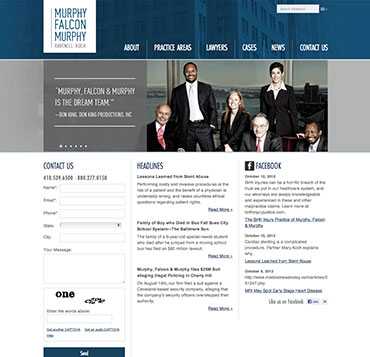 MURPHY
FALCON
MURPHY
RAVENELL KOCH
Search Keyword
GO ›
ABOUT
PRACTICE AREAS
LAWYERS
CASES
NEWS
CONTACT US
"MURPHY, FALCON & MURPHY
IS THE DREAM TEAM."
– DON KING, DON KING PRODUCTIONS, INC
CONTACT US
410.539.6500 · 800.277.8158
Name*:
Email*:
Phone*:
State:
City:
Your Message:
one
Enter the words above:
Get another CAPTCHA
Get an audio CAPTCHA
Send
HEADLINES
Lessons Learned from Stent Abuse
Performing costly and invasive procedures at the
risk of a patient and the benefit of a physician is
undeniably wrong, and raises countless ethical
questions regarding patient rights.
Read More »
Family of Boy who Died in Bus Fall Sues City
School System—The Baltimore Sun
The family of a 9-year-old special-needs student
who died after he jumped from a moving school
bus has filed an $80 million lawsuit.
Read More »
Murphy, Falcon & Murphy files $25M Suit
alleging Illegal Policing in Cherry Hill
On August 14th, our firm filed a suit against a
Cleveland-based security company, alleging that
the company's security officers overstepped their
authority.
Read More »
FACEBOOK
October 12, 2012
Birth injuries can be a horrific breach of the
trust we put in our healthcare system, and our
attorneys are deeply knowledgeable
and experienced in these and other
malpractice claims. Learn more at
birthinjuryjustice.com.
The Birth Injury Practice of Murphy, Falcon
& Murphy
October 10, 2012
Cardiac stenting is a complicated
procedure. Partner Mary Koch explains
why.
Lessons Learned from Stent Abuse
October 9, 2012
http://www.medicalnewstoday.com/articles/2
51247.php
MRI May Spot Early Stage Heart Disease
Like us on Facebook
Like